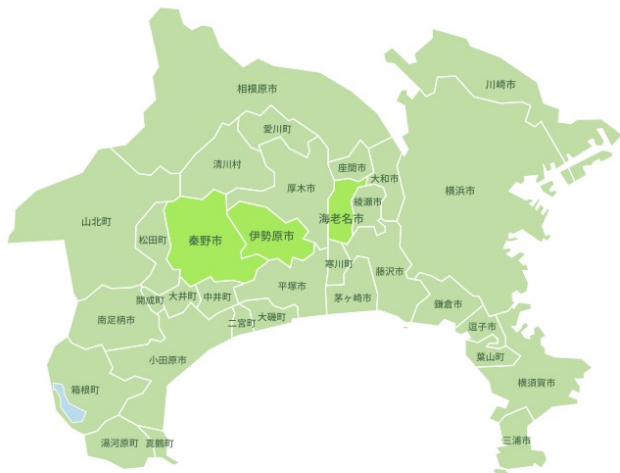 川崎市
相模原市
愛川町
清川村
座間市
大和市
厚木市
横浜市
綾瀬市
海老名市
山北町
松田町
秦野市
伊勢原市
寒川町
藤沢市
平塚市
開成町
大井町
中井町
茅ヶ崎市
鎌倉市
南足柄市
二宮町
大磯町
逗子市
葉山町
小田原市
横須賀市
箱根町
湯河原町
真鶴町
三浦市